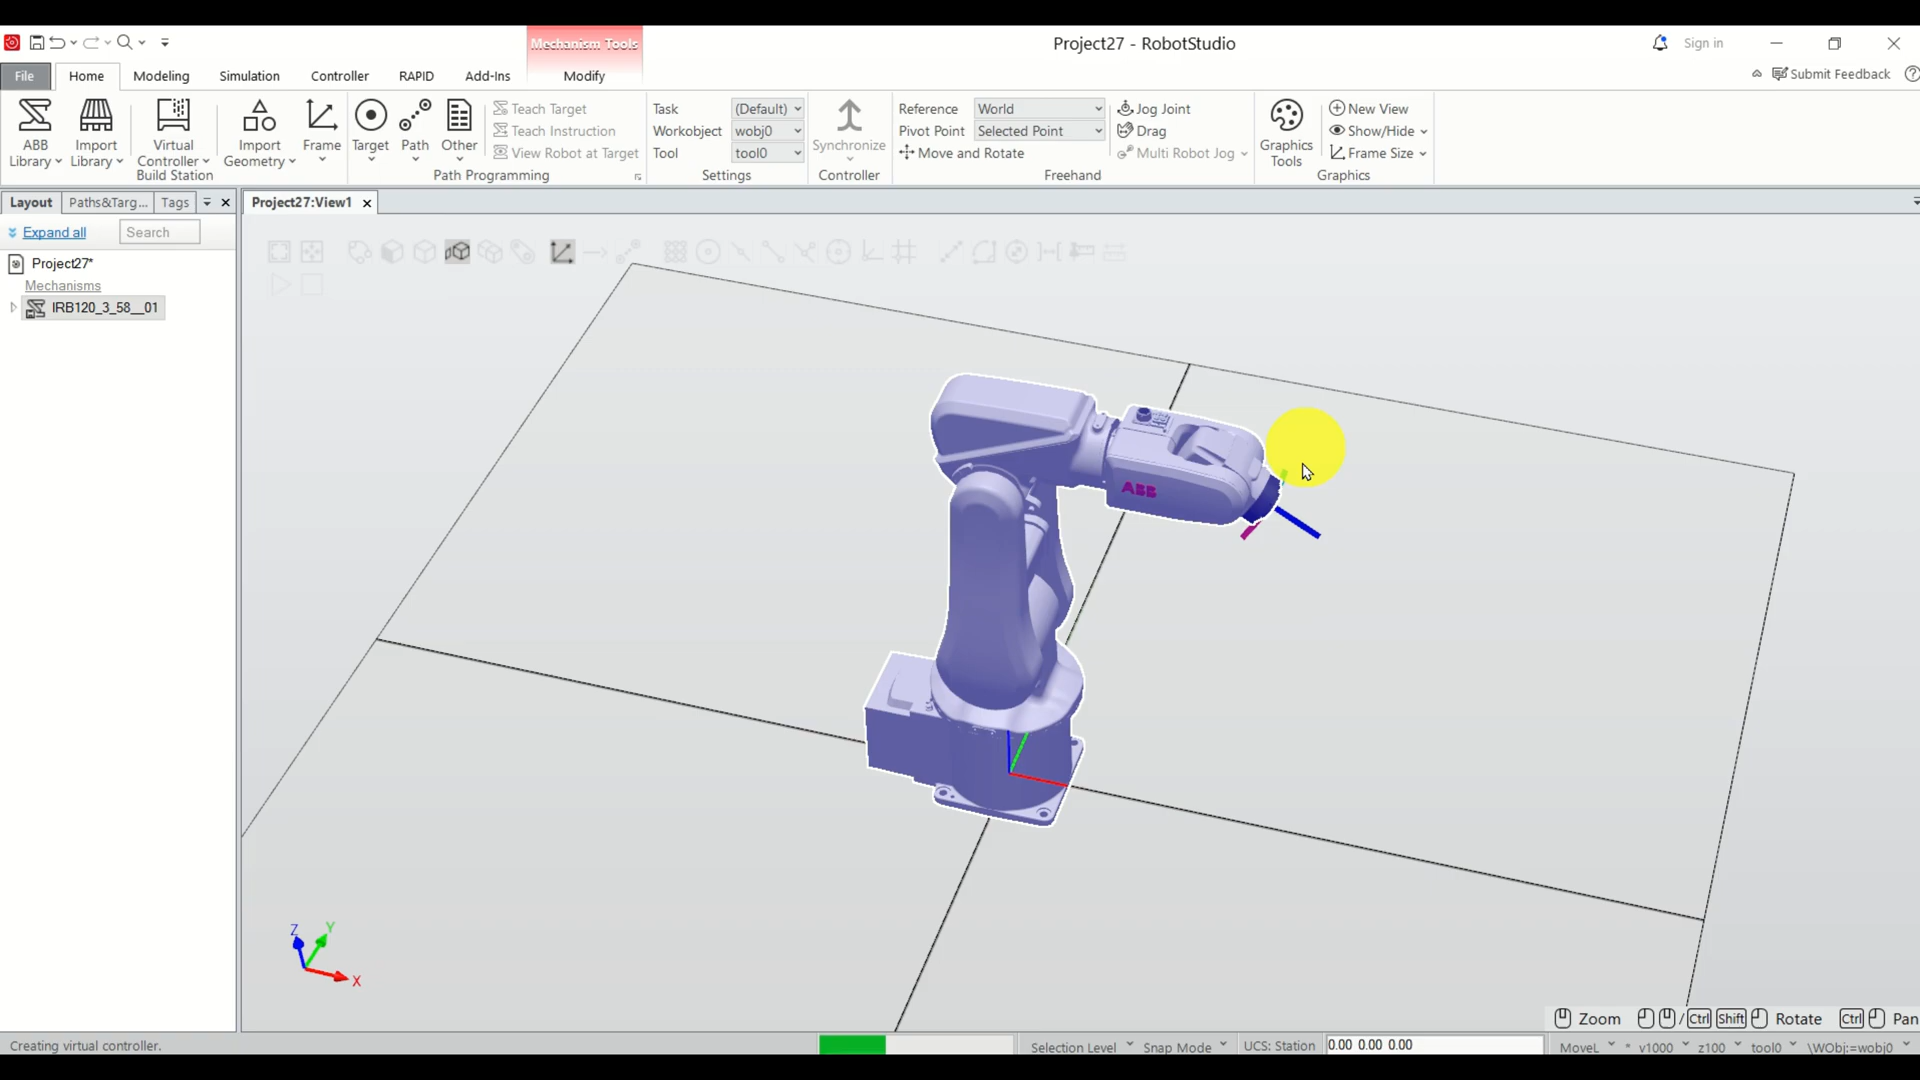 Project27 - RobotStudio
Sign in
Mechanism Tools
File Home Modeling Simulation Controller RAPID Add-Ins Modify
Submit Feedback
ABB Library
Import Library
Virtual Controller
Build Station
Import Geometry
Frame
Target
Path
Other
Teach Target
Teach Instruction
View Robot at Target
Path Programming
Task (Default)
Workobject wobj0
Tool tool0
Settings
Synchronize
Controller
Reference World
Pivot Point Selected Point
Move and Rotate
Jog Joint
Drag
Multi Robot Jog
Freehand
Graphics Tools
New View
Show/Hide
Frame Size
Graphics
Layout Paths&Targ... Tags
Project27:View1
Expand all Search
Project27*
Mechanisms
IRB120_3_58__01
ABB
Z Y X
Zoom / Ctrl Shift Rotate Ctrl Pan
Creating virtual controller.
Selection Level Snap Mode UCS: Station 0.00 0.00 0.00 MoveL * v1000 z100 tool0 \WObj:=wobj0